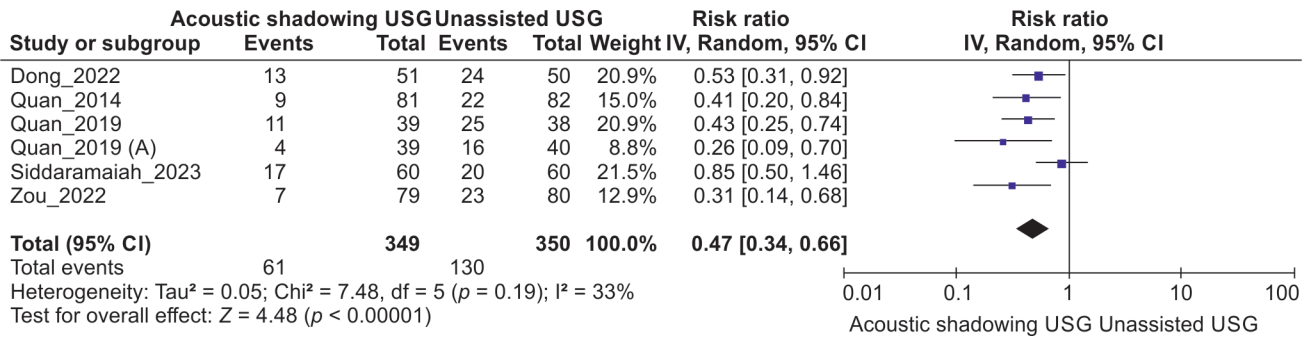 Acoustic shadowing USG Unassisted USG Risk ratio Risk ratio
Study or subgroup Events Total Events Total Weight IV, Random, 95% CI IV, Random, 95% CI
Dong_2022 13 51 24 50 20.9% 0.53 [0.31, 0.92]
Quan_2014 9 81 22 82 15.0% 0.41 [0.20, 0.84]
Quan_2019 11 39 25 38 20.9% 0.43 [0.25, 0.74]
Quan_2019 (A) 4 39 16 40 8.8% 0.26 [0.09, 0.70]
Siddaramaiah_2023 17 60 20 60 21.5% 0.85 [0.50, 1.46]
Zou_2022 7 79 23 80 12.9% 0.31 [0.14, 0.68]
Total (95% CI) 349 350 100.0% 0.47 [0.34, 0.66]
Total events 61 130
Heterogeneity: Tau² = 0.05; Chi² = 7.48, df = 5 (p = 0.19); I² = 33%
Test for overall effect: Z = 4.48 (p < 0.00001)
0.01 0.1 1 10 100
Acoustic shadowing USG Unassisted USG